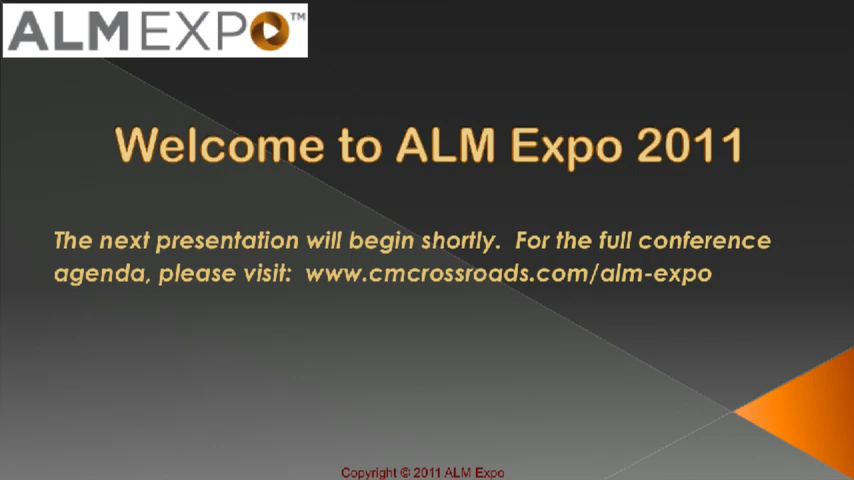 ALMEXPO™
Welcome to ALM Expo 2011
The next presentation will begin shortly.  For the full conference
agenda, please visit:  www.cmcrossroads.com/alm-expo
Copyright © 2011 ALM Expo